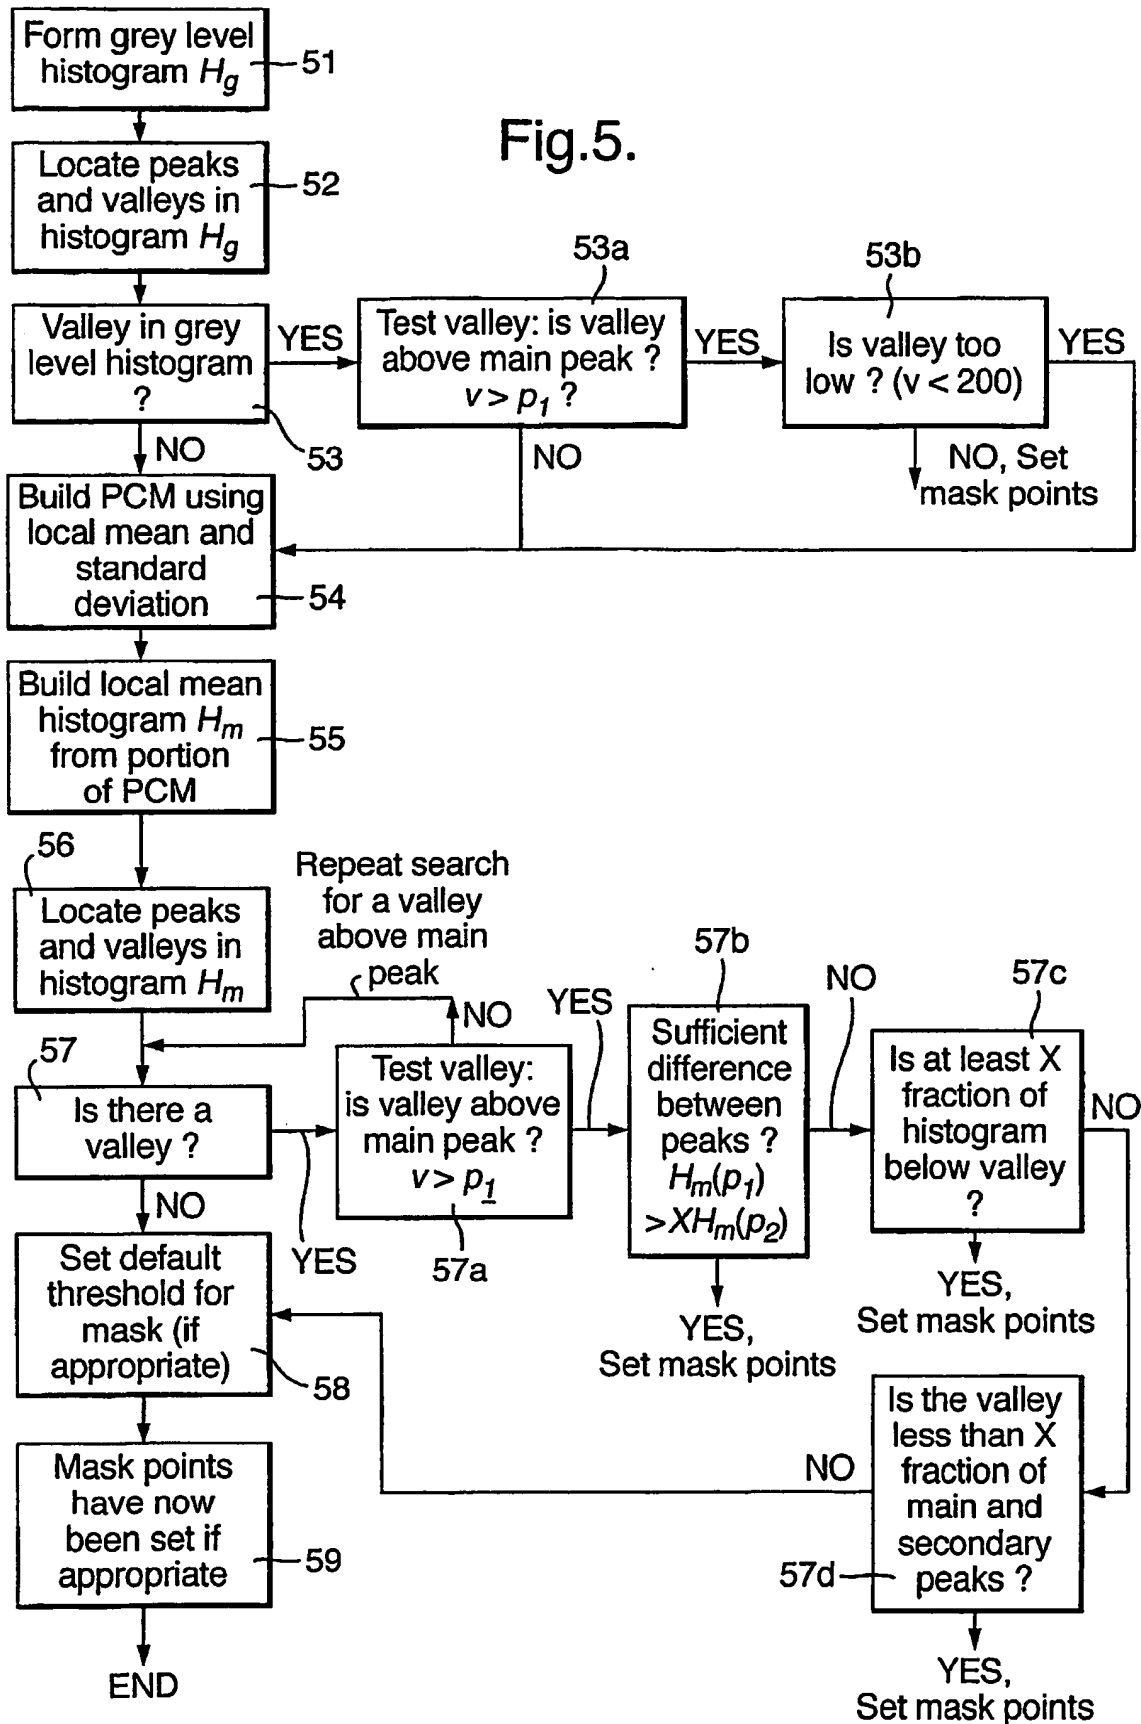 Form grey level
histogram Hg
51
Fig.5.
Locate peaks
and valleys in
histogram Hg
52
53a
53b
Valley in grey
level histogram
?
53
YES
Test valley: is valley
above main peak ?
v > p1 ?
YES
Is valley too
low ? (v < 200)
YES
NO
NO
NO, Set
mask points
Build PCM using
local mean and
standard
deviation
54
Build local mean
histogram Hm
from portion
of PCM
55
56
Locate peaks
and valleys in
histogram Hm
Repeat search
for a valley
above main
peak
NO
57
Is there a
valley ?
YES
NO
Test valley:
is valley above
main peak ?
v > p1
57a
YES
57b
Sufficient
difference
between
peaks ?
Hm(p1)
>XHm(p2)
NO
YES,
Set mask points
57c
Is at least X
fraction of
histogram
below valley
?
NO
YES,
Set mask points
Set default
threshold for
mask (if
appropriate)
58
Is the valley
less than X
fraction of
main and
secondary
peaks ?
57d
NO
YES,
Set mask points
Mask points
have now
been set if
appropriate
59
END